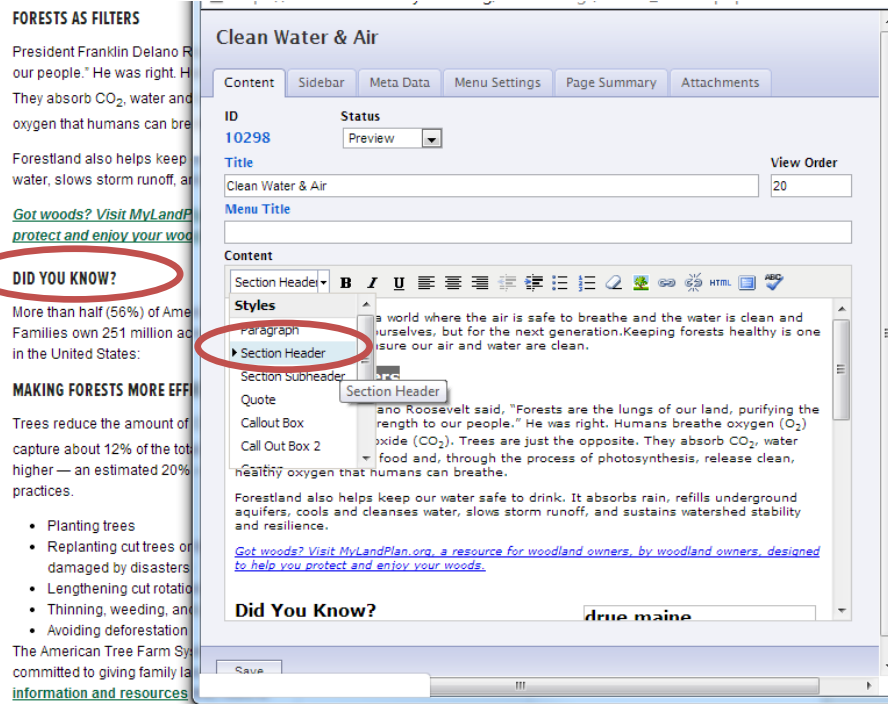 FORESTS AS FILTERS
President Franklin Delano R
our people." He was right. H
They absorb CO2, water and
oxygen that humans can bre
Forestland also helps keep
water, slows storm runoff, an
Got woods? Visit MyLandP
protect and enjoy your woo
DID YOU KNOW?
More than half (56%) of Ame
Families own 251 million ac
in the United States:
MAKING FORESTS MORE EFFI
Trees reduce the amount of
capture about 12% of the tot
higher — an estimated 20%
practices.
• Planting trees
• Replanting cut trees or
damaged by disasters
• Lengthening cut rotatio
• Thinning, weeding, and
• Avoiding deforestation
The American Tree Farm Sy
committed to giving family la
information and resources
Clean Water & Air
Content Sidebar Meta Data Menu Settings Page Summary Attachments
ID Status
10298 Preview
Title View Order
Clean Water & Air 20
Menu Title
Content
Section Header B I U HTML ABC
Styles
Paragraph
Section Header
Section Subheader
Quote
Callout Box
Call Out Box 2
Section Header
a world where the air is safe to breathe and the water is clean and
urselves, but for the next generation.Keeping forests healthy is one
nsure our air and water are clean.
ers
ano Roosevelt said, "Forests are the lungs of our land, purifying the
rength to our people." He was right. Humans breathe oxygen (O2)
oxide (CO2). Trees are just the opposite. They absorb CO2, water
food and, through the process of photosynthesis, release clean,
healthy oxygen that humans can breathe.
Forestland also helps keep our water safe to drink. It absorbs rain, refills underground
aquifers, cools and cleanses water, slows storm runoff, and sustains watershed stability
and resilience.
Got woods? Visit MyLandPlan.org, a resource for woodland owners, by woodland owners, designed
to help you protect and enjoy your woods.
Did You Know?
drue maine
Save